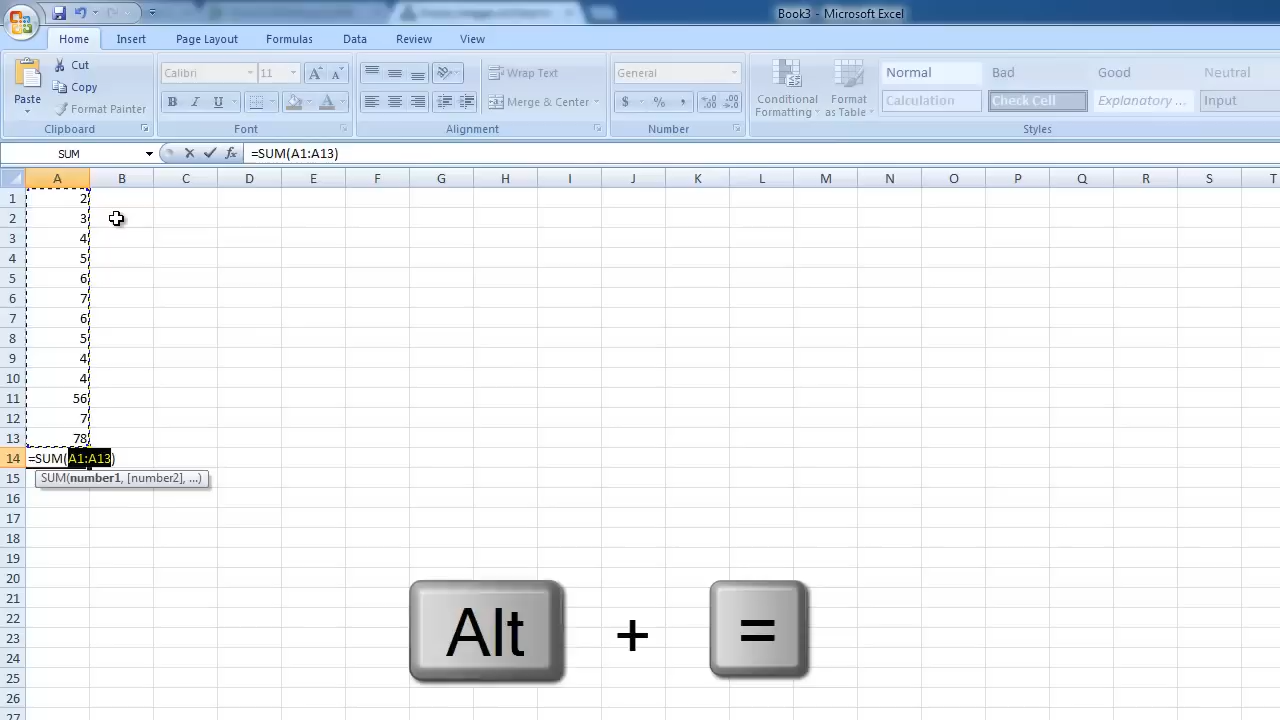 Book3 - Microsoft Excel
Home Insert Page Layout Formulas Data Review View
Paste
Cut
Copy
Format Painter
Clipboard
Calibri 11 A A
B I U A
Font
Wrap Text
Merge & Center
Alignment
General
$ % ,
Number
Conditional Formatting
Format as Table
Normal Bad Good Neutral
Calculation Check Cell Explanatory ... Input
Styles
SUM fx =SUM(A1:A13)
A B C D E F G H I J K L M N O P Q R S T
1 2
2 3
3 4
4 5
5 6
6 7
7 6
8 5
9 4
10 4
11 56
12 7
13 78
14 =SUM(A1:A13)
15 SUM(number1, [number2], ...)
16
17
18
19
20
21
22
23
24
25
26
27
Alt + =